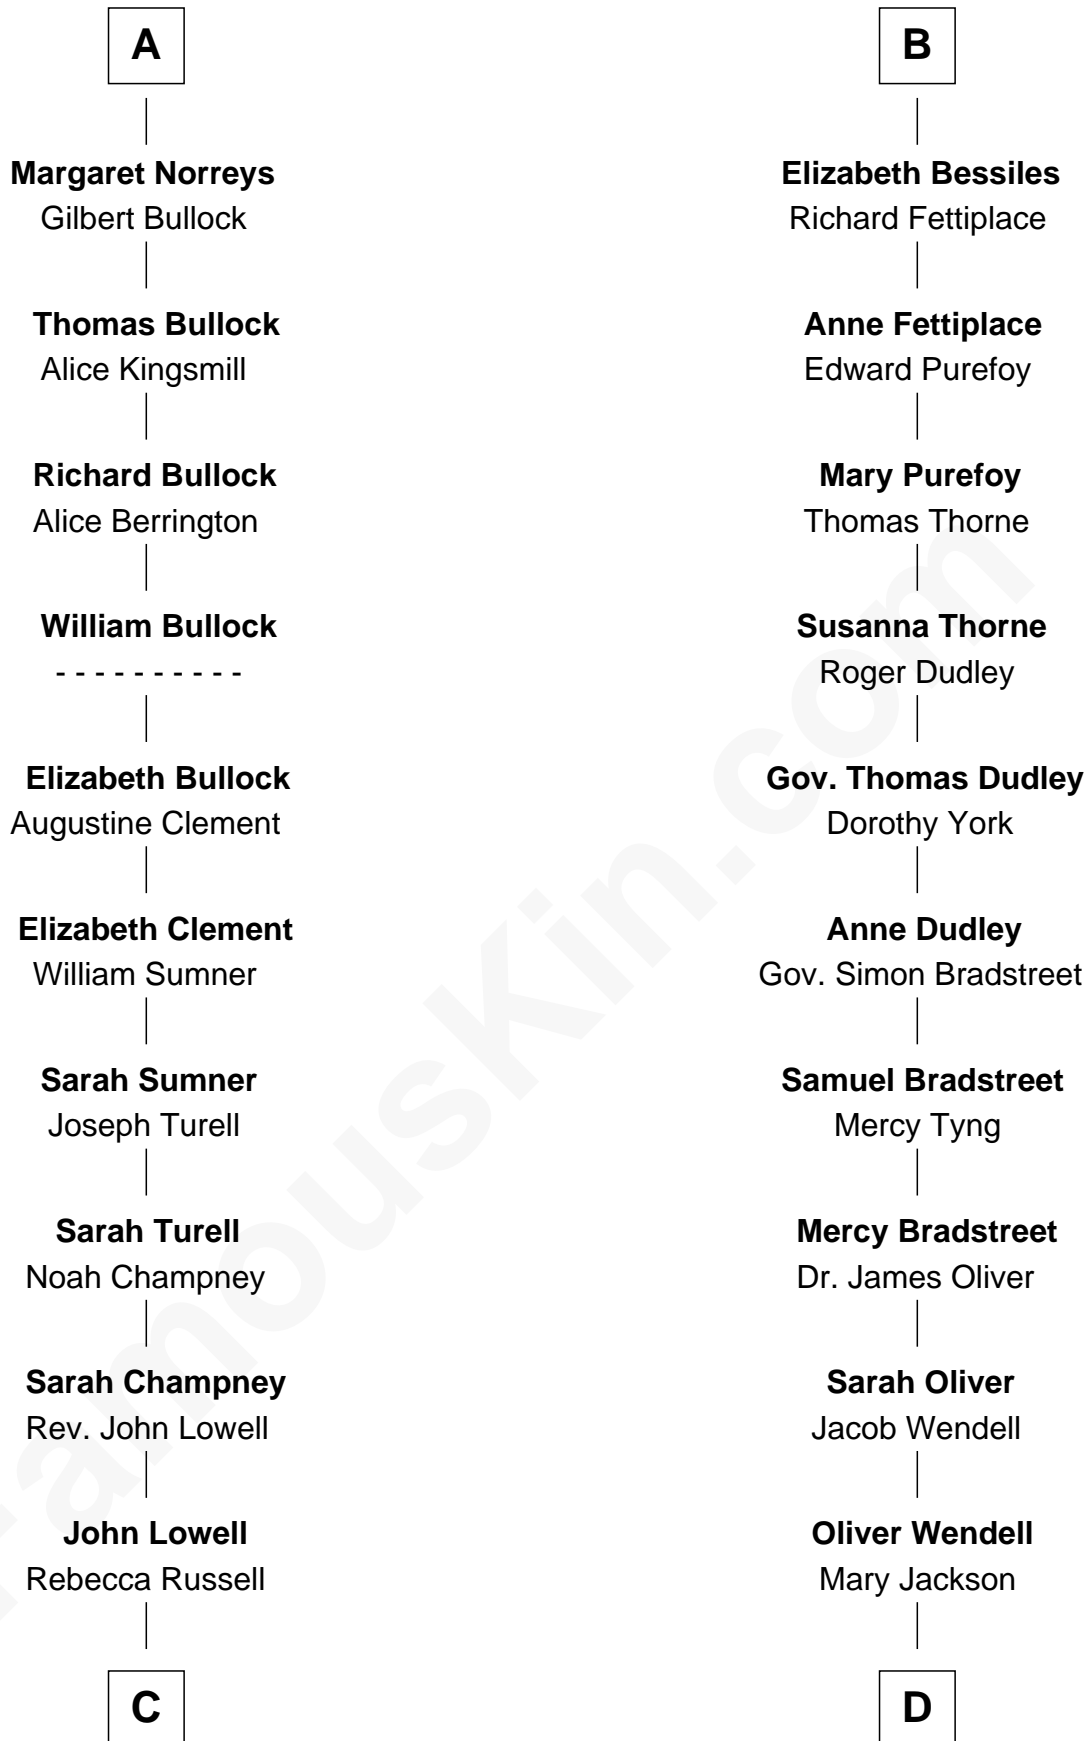 A
Margaret Norreys
Gilbert Bullock
Thomas Bullock
Alice Kingsmill
Richard Bullock
Alice Berrington
William Bullock
- - - - - - - - - -
Elizabeth Bullock
Augustine Clement
Elizabeth Clement
William Sumner
Sarah Sumner
Joseph Turell
Sarah Turell
Noah Champney
Sarah Champney
Rev. John Lowell
John Lowell
Rebecca Russell
C
B
Elizabeth Bessiles
Richard Fettiplace
Anne Fettiplace
Edward Purefoy
Mary Purefoy
Thomas Thorne
Susanna Thorne
Roger Dudley
Gov. Thomas Dudley
Dorothy York
Anne Dudley
Gov. Simon Bradstreet
Samuel Bradstreet
Mercy Tyng
Mercy Bradstreet
Dr. James Oliver
Sarah Oliver
Jacob Wendell
Oliver Wendell
Mary Jackson
D
FamousKin.com